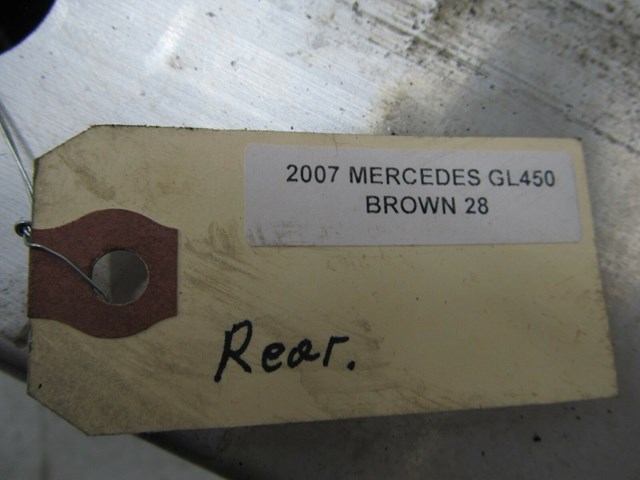 2007 MERCEDES GL450
BROWN 28
Rear.